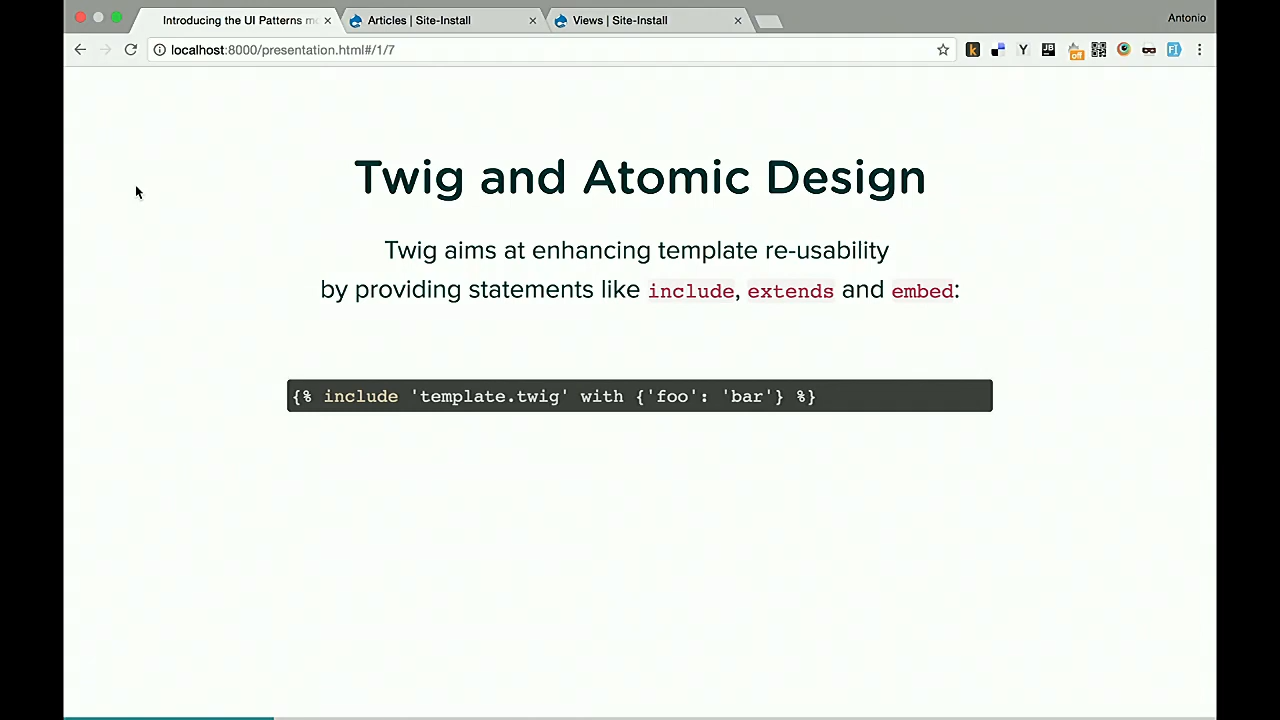 Introducing the UI Patterns
Articles | Site-Install
Views | Site-Install
Antonio
localhost:8000/presentation.html#/1/7
Twig and Atomic Design
Twig aims at enhancing template re-usability
by providing statements like include, extends and embed:
{% include 'template.twig' with {'foo': 'bar'} %}